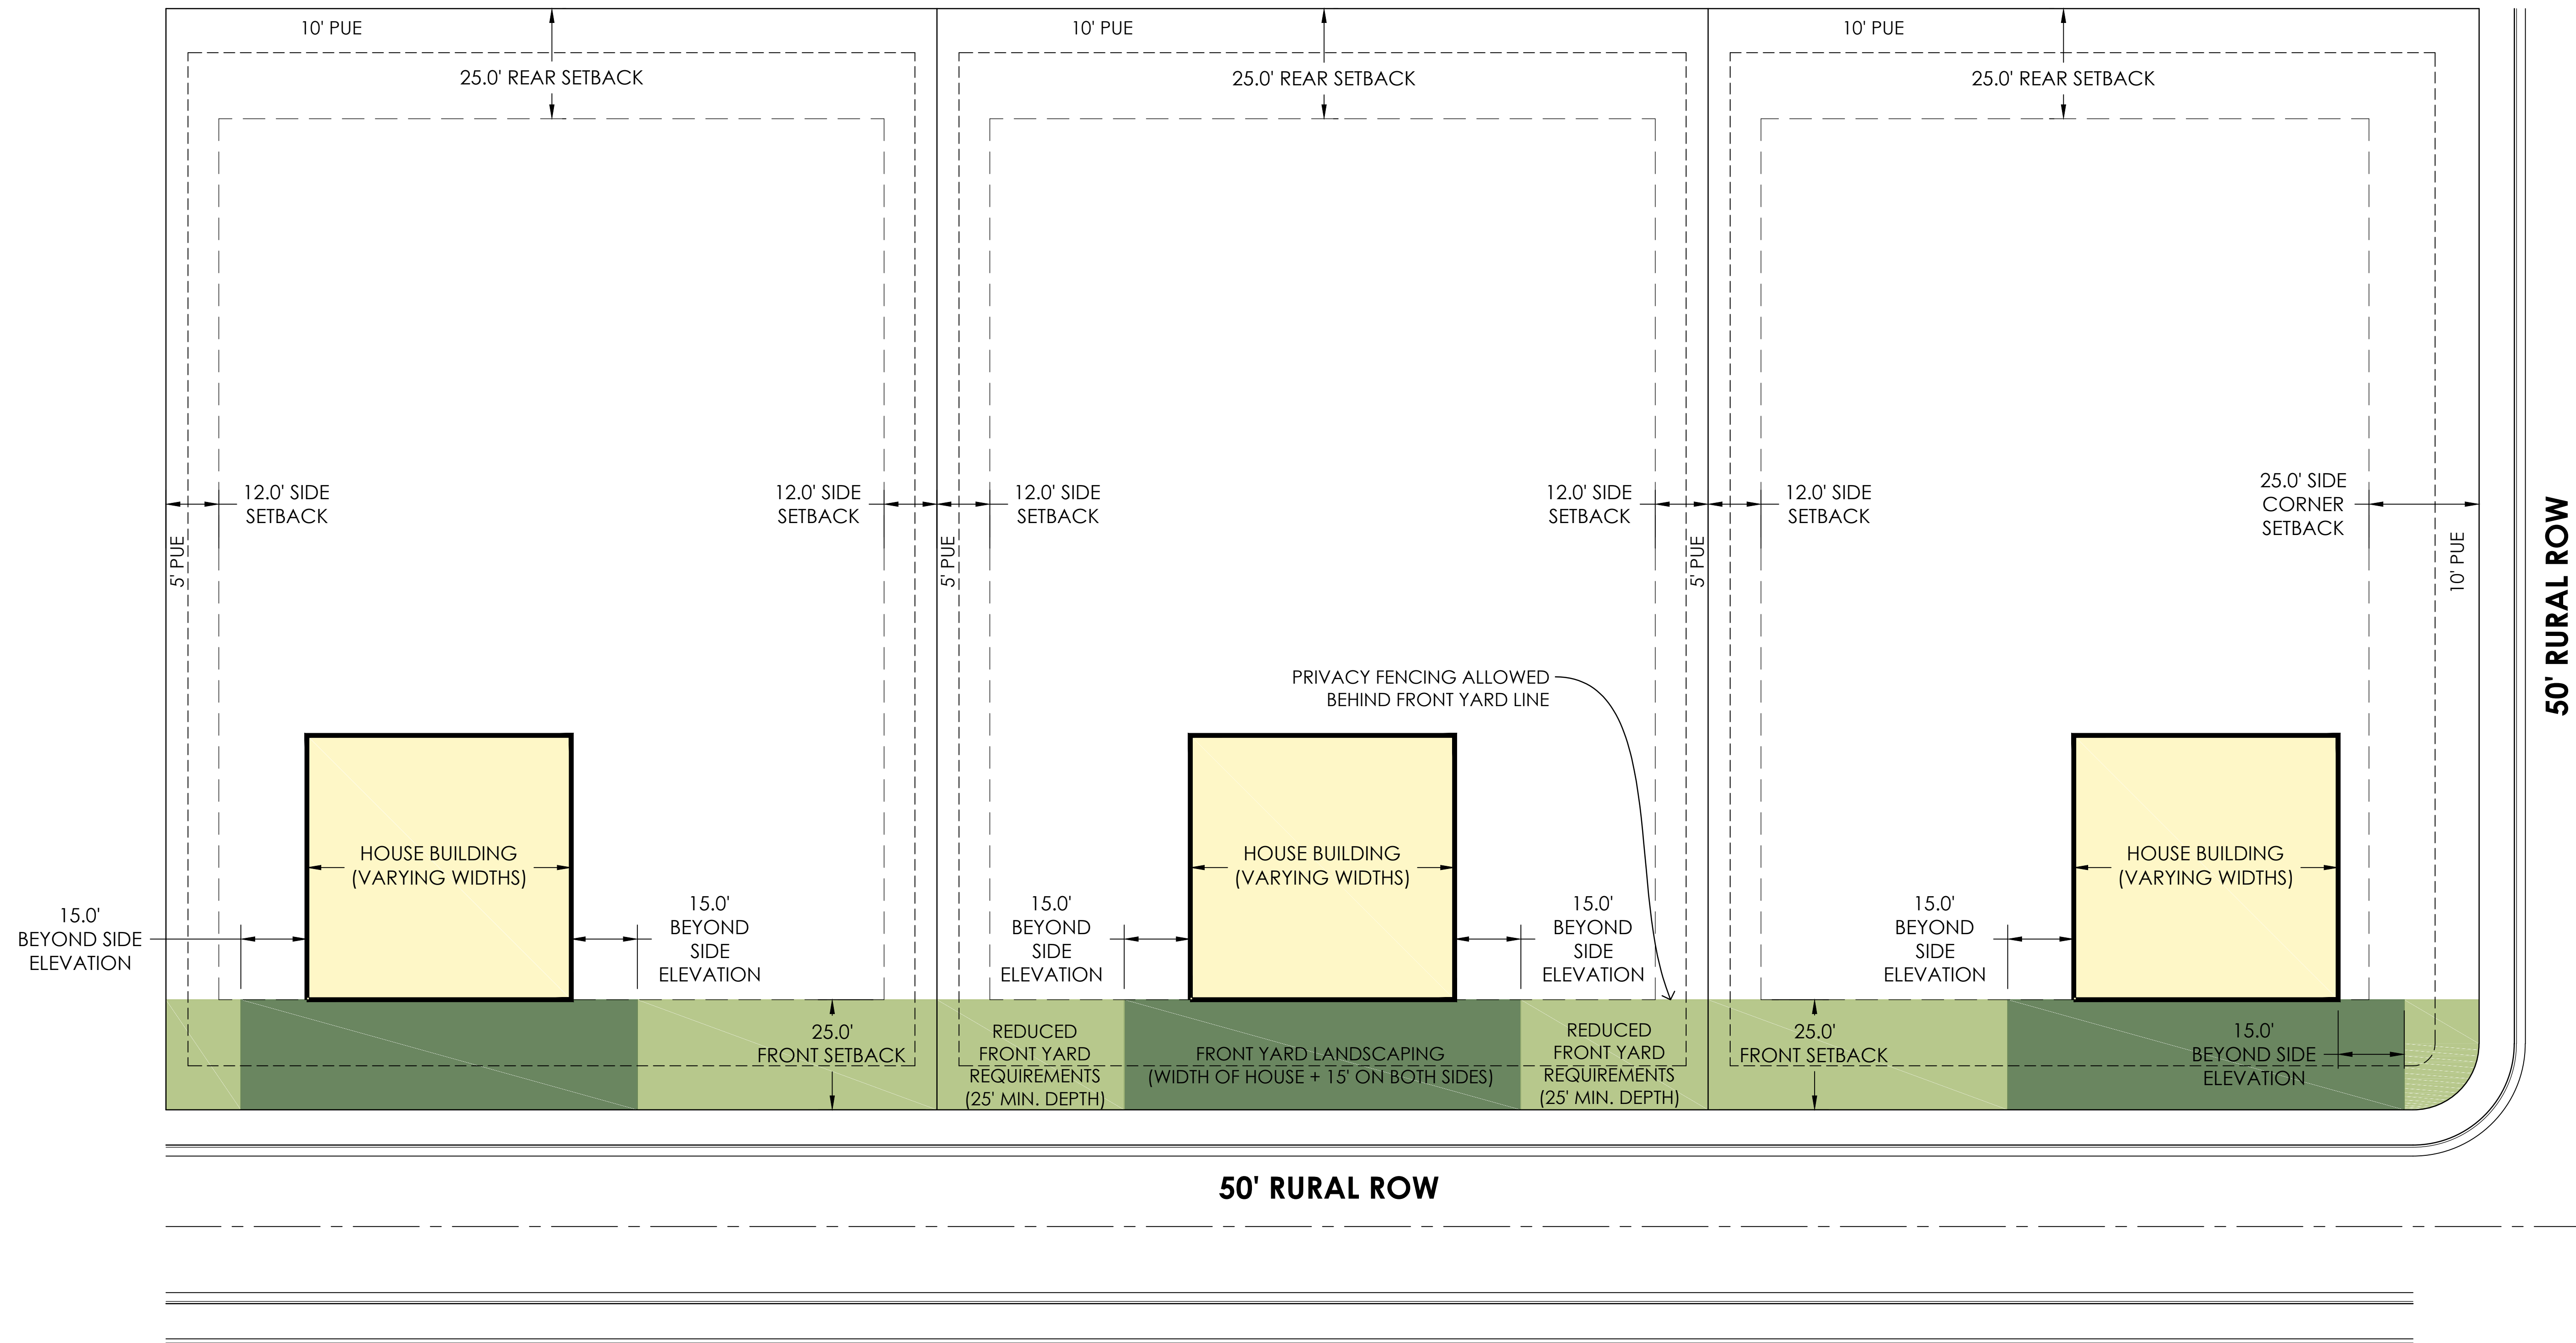 10' PUE
10' PUE
10' PUE
25.0' REAR SETBACK
25.0' REAR SETBACK
25.0' REAR SETBACK
12.0' SIDE
SETBACK
12.0' SIDE
SETBACK
12.0' SIDE
SETBACK
12.0' SIDE
SETBACK
12.0' SIDE
SETBACK
25.0' SIDE
CORNER
SETBACK
5' PUE
5' PUE
5' PUE
10' PUE
50' RURAL ROW
PRIVACY FENCING ALLOWED
BEHIND FRONT YARD LINE
HOUSE BUILDING
(VARYING WIDTHS)
HOUSE BUILDING
(VARYING WIDTHS)
HOUSE BUILDING
(VARYING WIDTHS)
15.0'
BEYOND SIDE
ELEVATION
15.0'
BEYOND
SIDE
ELEVATION
15.0'
BEYOND
SIDE
ELEVATION
15.0'
BEYOND
SIDE
ELEVATION
15.0'
BEYOND
SIDE
ELEVATION
25.0'
FRONT SETBACK
REDUCED
FRONT YARD
REQUIREMENTS
(25' MIN. DEPTH)
FRONT YARD LANDSCAPING
(WIDTH OF HOUSE + 15' ON BOTH SIDES)
REDUCED
FRONT YARD
REQUIREMENTS
(25' MIN. DEPTH)
25.0'
FRONT SETBACK
15.0'
BEYOND SIDE
ELEVATION
50' RURAL ROW